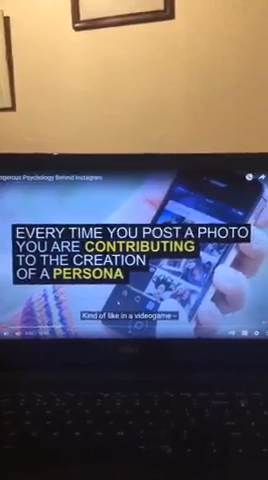 ngerous Psychology Behind Instagram
EVERY TIME YOU POST A PHOTO
YOU ARE CONTRIBUTING
TO THE CREATION
OF A PERSONA
Kind of like in a videogame –